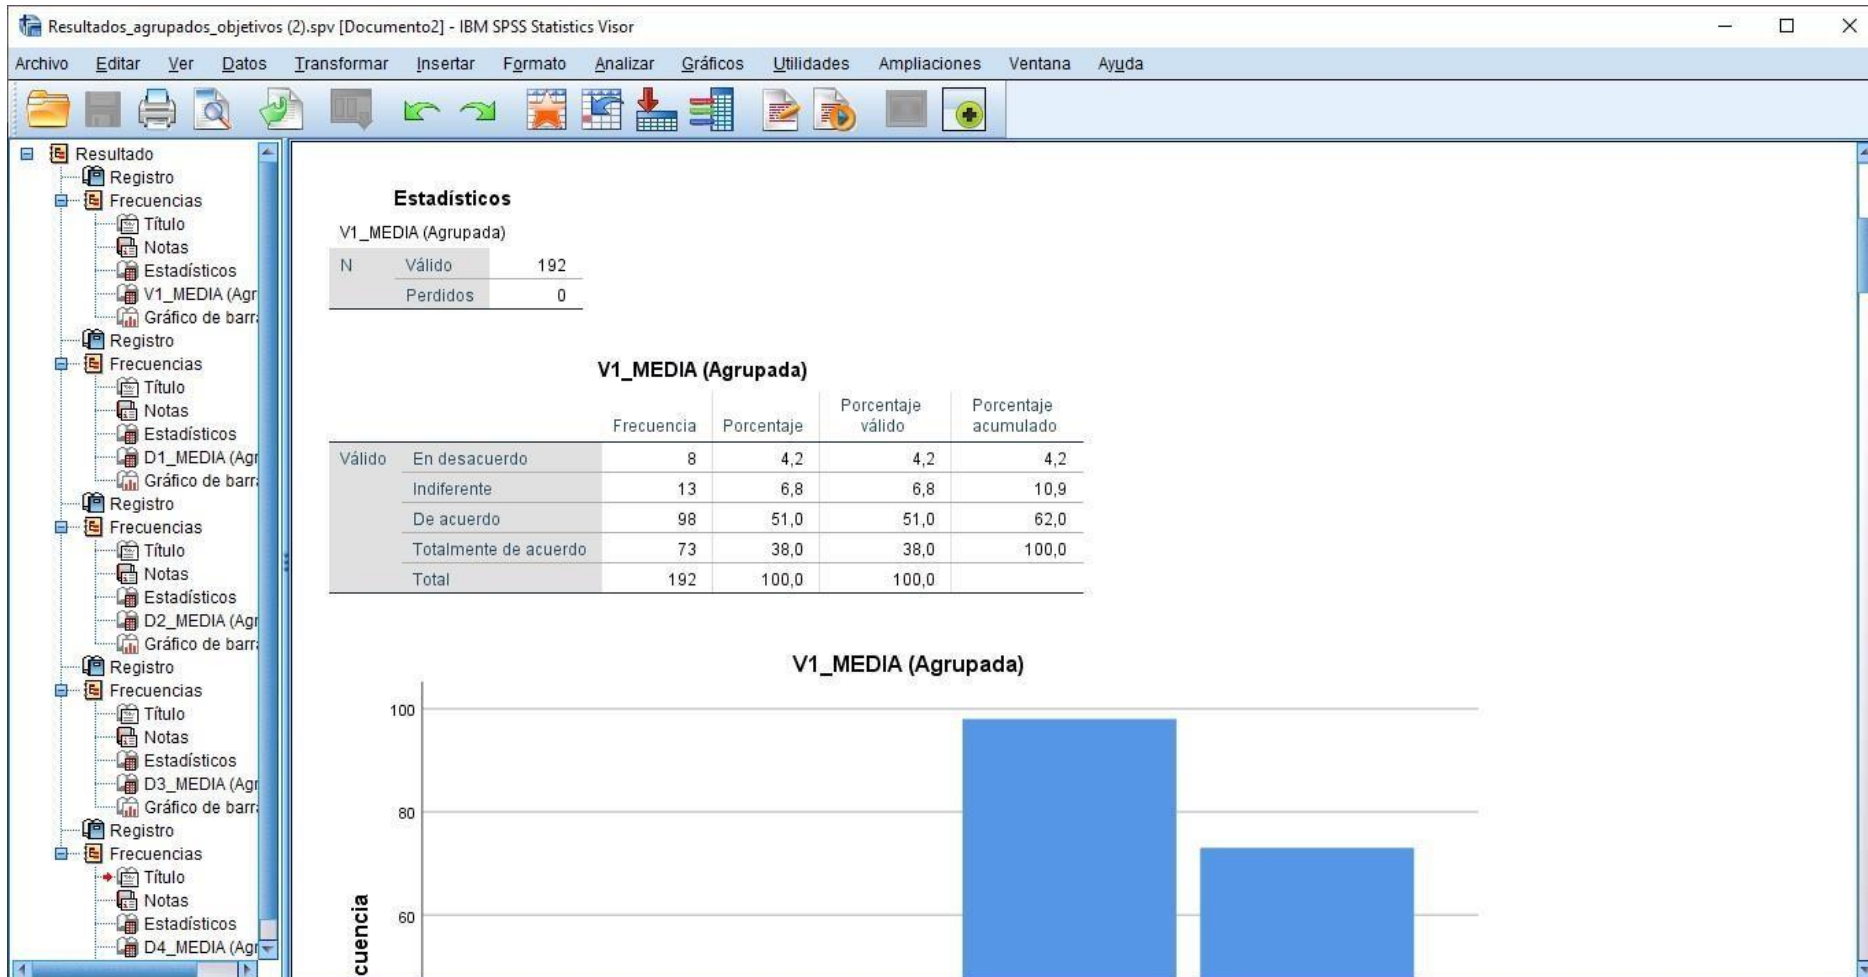 Resultados_agrupados_objetivos (2).spv [Documento2] - IBM SPSS Statistics Visor
Archivo Editar Ver Datos Transformar Insertar Formato Analizar Gráficos Utilidades Ampliaciones Ventana Ayuda
Resultado
Registro
Frecuencias
Título
Notas
Estadísticos
V1_MEDIA (Agr
Gráfico de barr
Registro
Frecuencias
Título
Notas
Estadísticos
D1_MEDIA (Agr
Gráfico de barr
Registro
Frecuencias
Título
Notas
Estadísticos
D2_MEDIA (Agr
Gráfico de barr
Registro
Frecuencias
Título
Notas
Estadísticos
D3_MEDIA (Agr
Gráfico de barr
Registro
Frecuencias
Título
Notas
Estadísticos
D4_MEDIA (Agr
Estadísticos
V1_MEDIA (Agrupada)
N Válido 192
Perdidos 0
V1_MEDIA (Agrupada)
Frecuencia Porcentaje Porcentaje válido Porcentaje acumulado
Válido En desacuerdo 8 4,2 4,2 4,2
Indiferente 13 6,8 6,8 10,9
De acuerdo 98 51,0 51,0 62,0
Totalmente de acuerdo 73 38,0 38,0 100,0
Total 192 100,0 100,0
V1_MEDIA (Agrupada)
100
80
60
cuencia